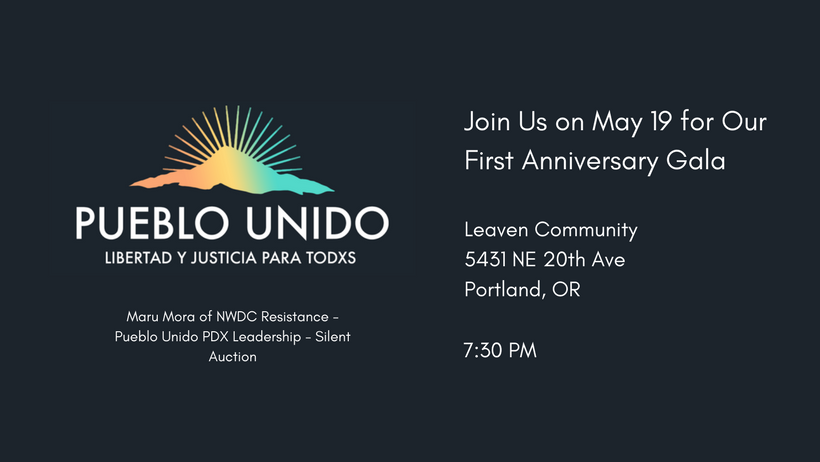 PUEBLO UNIDO
LIBERTAD Y JUSTICIA PARA TODXS
Maru Mora of NWDC Resistance -
Pueblo Unido PDX Leadership - Silent
Auction
Join Us on May 19 for Our
First Anniversary Gala
Leaven Community
5431 NE 20th Ave
Portland, OR
7:30 PM